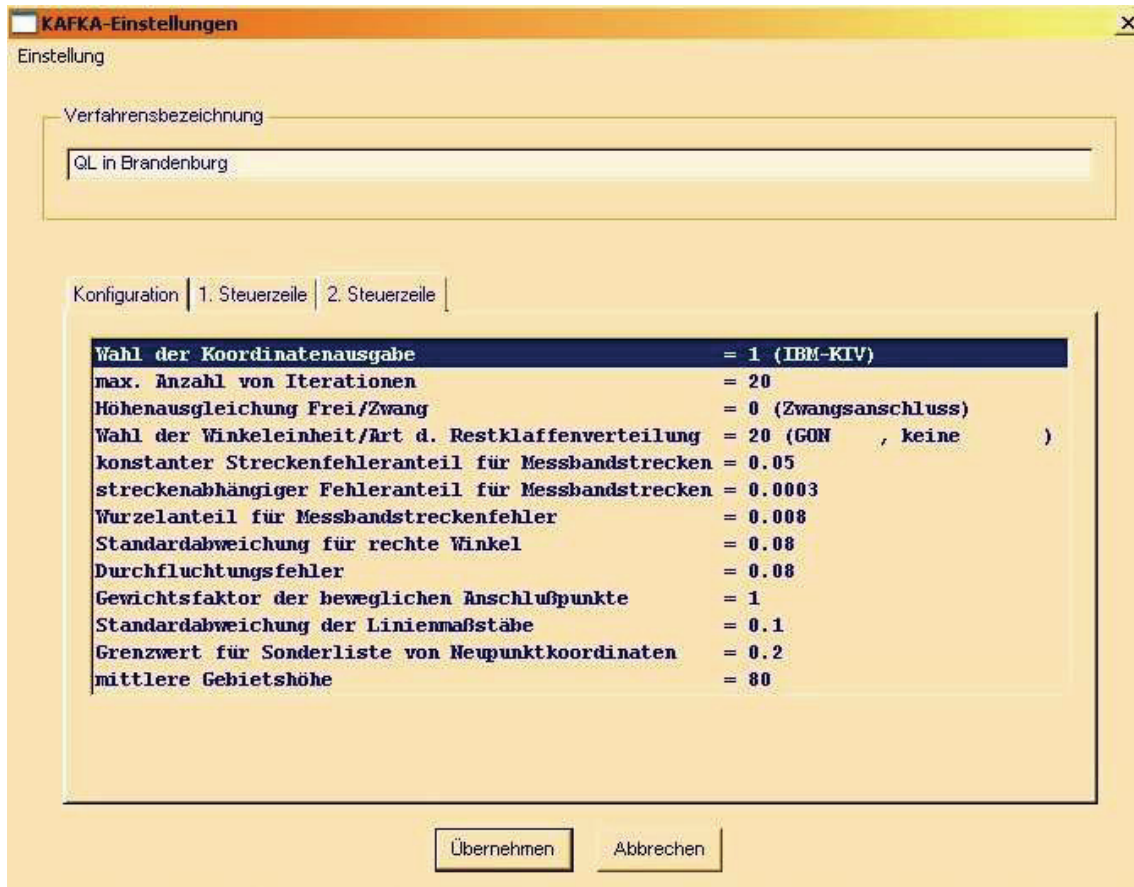 KAFKA-Einstellungen
Einstellung
Verfahrensbezeichnung
QL in Brandenburg
Konfiguration 1. Steuerzeile 2. Steuerzeile
Wahl der Koordinatenausgabe = 1 (IBM-KIV)
max. Anzahl von Iterationen = 20
Höhenausgleichung Frei/Zwang = 0 (Zwangsanschluss)
Wahl der Winkeleinheit/Art d. Restklaffenverteilung = 20 (GON , keine )
konstanter Streckenfehleranteil für Messbandstrecken = 0.05
streckenabhängiger Fehleranteil für Messbandstrecken = 0.0003
Wurzelanteil für Messbandstreckenfehler = 0.008
Standardabweichung für rechte Winkel = 0.08
Durchfluchtungsfehler = 0.08
Gewichtsfaktor der beweglichen Anschlußpunkte = 1
Standardabweichung der Linienmaßstäbe = 0.1
Grenzwert für Sonderliste von Neupunktkoordinaten = 0.2
mittlere Gebietshöhe = 80
Übernehmen Abbrechen